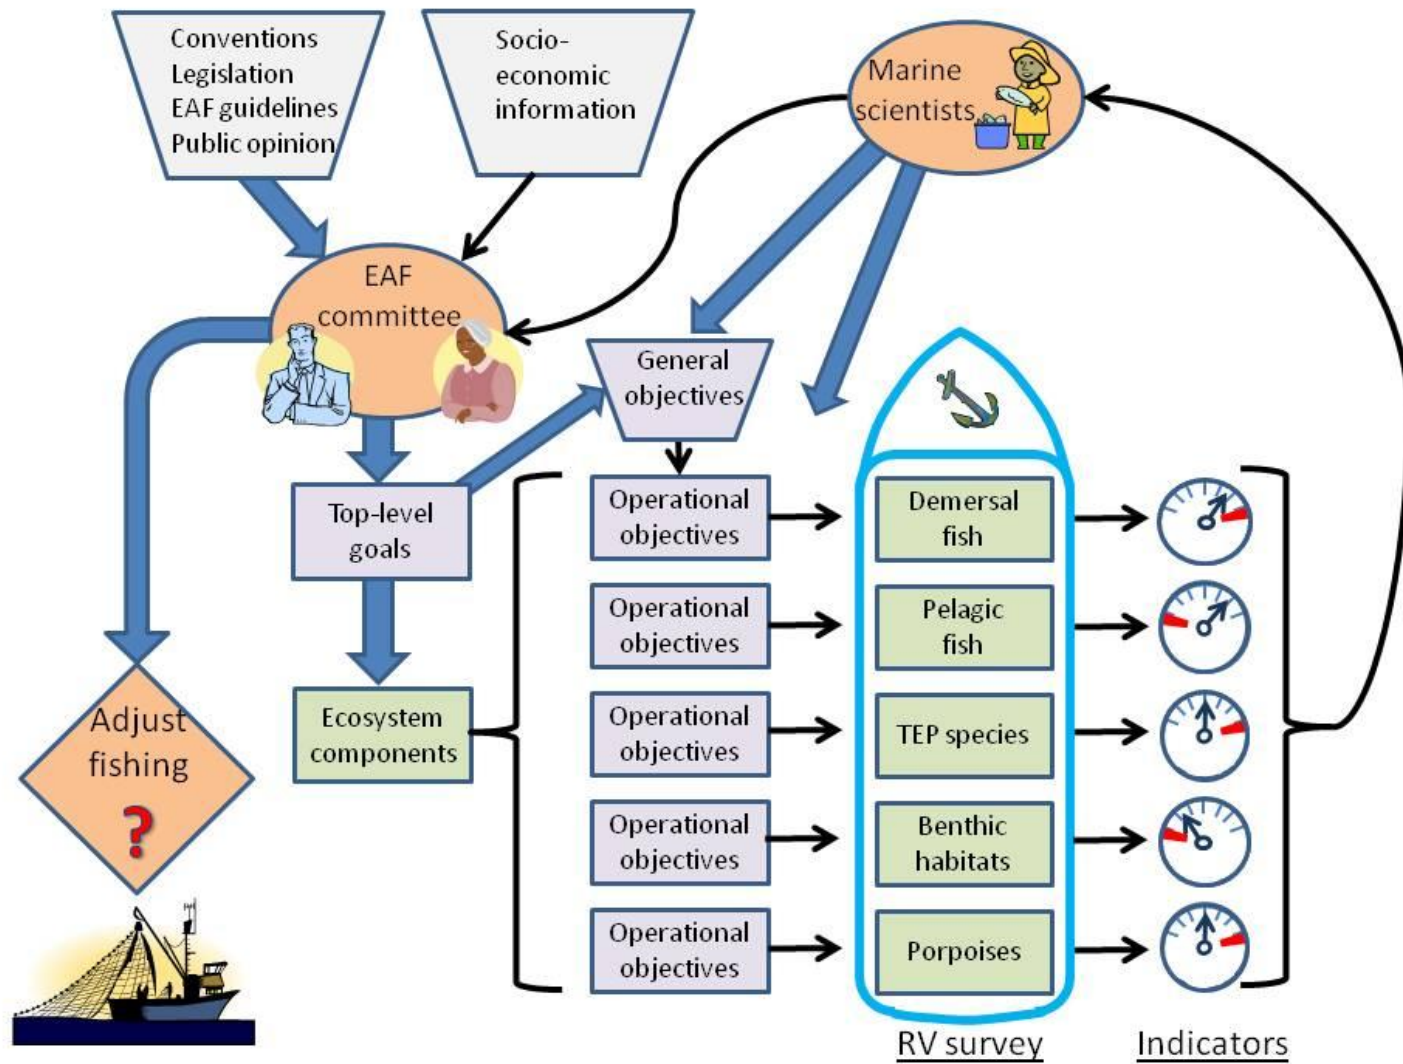 Conventions
Legislation
EAF guidelines
Public opinion
Socio-
economic
information
Marine
scientists
EAF
committee
General
objectives
Top-level
goals
Ecosystem
components
Adjust
fishing
?
Operational
objectives
Demersal
fish
Operational
objectives
Pelagic
fish
Operational
objectives
TEP species
Operational
objectives
Benthic
habitats
Operational
objectives
Porpoises
RV survey
Indicators